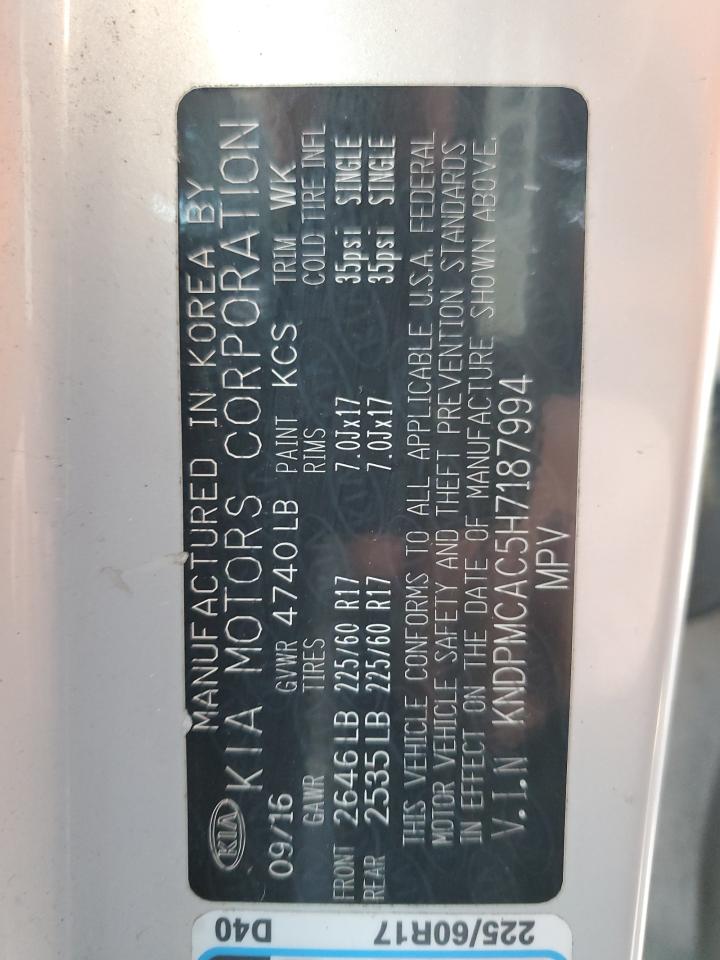 MANUFACTURED IN KOREA BY
KIA KIA MOTORS CORPORATION
09/16 GVWR 4740LB PAINT KCS TRIM WK
GAWR TIRES RIMS COLD TIRE INFL
FRONT 2646LB 225/60 R17 7.0Jx17 35psi SINGLE
REAR 2535LB 225/60 R17 7.0Jx17 35psi SINGLE
THIS VEHICLE CONFORMS TO ALL APPLICABLE U.S.A. FEDERAL
MOTOR VEHICLE SAFETY AND THEFT PREVENTION STANDARDS
IN EFFECT ON THE DATE OF MANUFACTURE SHOWN ABOVE.
V.I.N KNDPMCAC5H7187994
MPV
225/60R17 D40